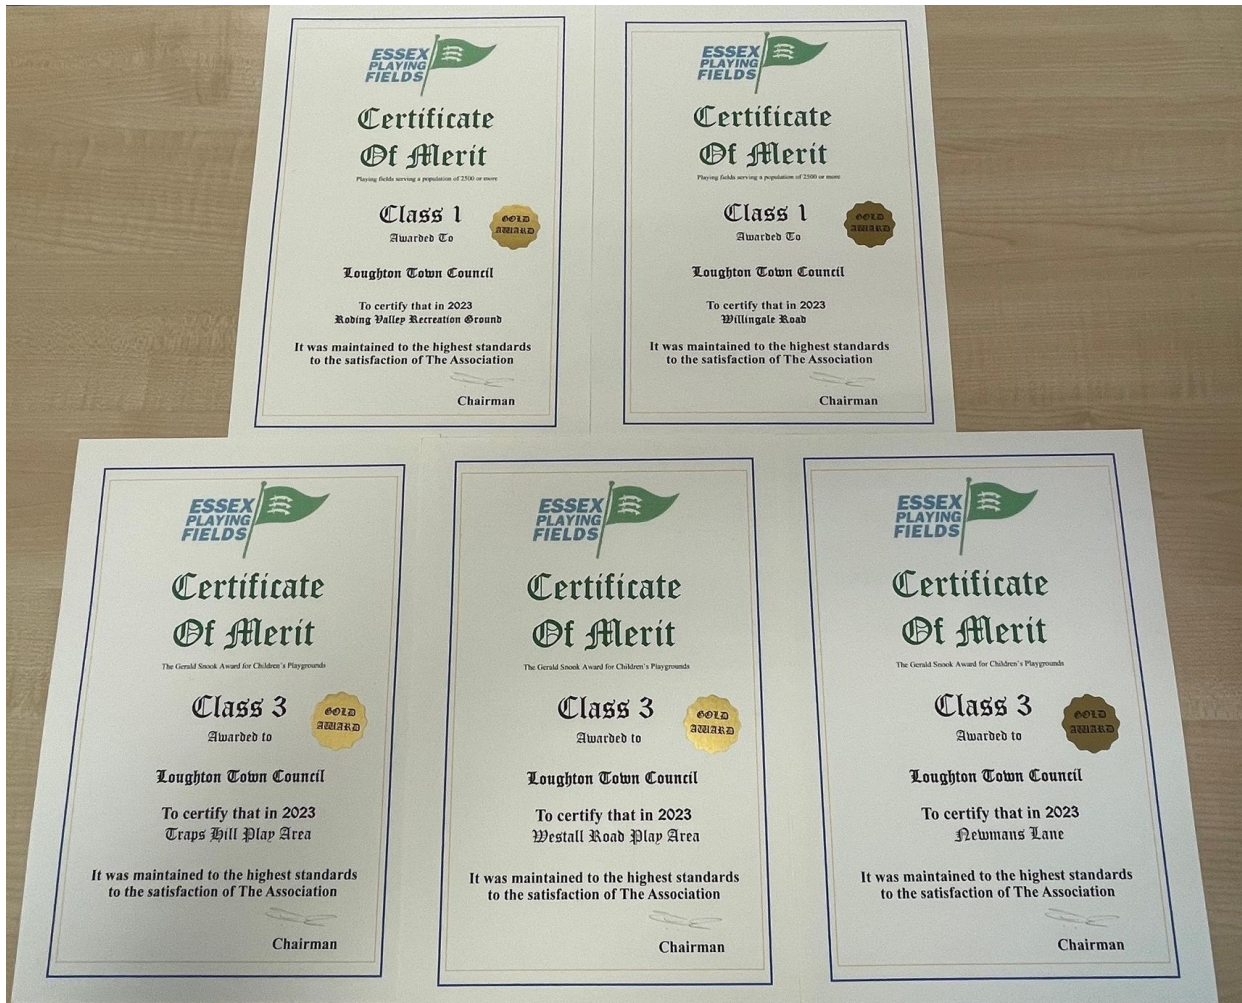 ESSEX
PLAYING
FIELDS
Certificate
Of Merit
Playing fields serving a population of 2500 or more
Class 1
GOLD
AWARD
Awarded To
Loughton Town Council
To certify that in 2023
Roding Valley Recreation Ground
It was maintained to the highest standards
to the satisfaction of The Association
Chairman
ESSEX
PLAYING
FIELDS
Certificate
Of Merit
Playing fields serving a population of 2500 or more
Class 1
GOLD
AWARD
Awarded To
Loughton Town Council
To certify that in 2023
Willingale Road
It was maintained to the highest standards
to the satisfaction of The Association
Chairman
ESSEX
PLAYING
FIELDS
Certificate
Of Merit
The Gerald Snook Award for Children's Playgrounds
Class 3
GOLD
AWARD
Awarded to
Loughton Town Council
To certify that in 2023
Traps Hill Play Area
It was maintained to the highest standards
to the satisfaction of The Association
Chairman
ESSEX
PLAYING
FIELDS
Certificate
Of Merit
The Gerald Snook Award for Children's Playgrounds
Class 3
GOLD
AWARD
Awarded to
Loughton Town Council
To certify that in 2023
Westall Road Play Area
It was maintained to the highest standards
to the satisfaction of The Association
Chairman
ESSEX
PLAYING
FIELDS
Certificate
Of Merit
The Gerald Snook Award for Children's Playgrounds
Class 3
GOLD
AWARD
Awarded to
Loughton Town Council
To certify that in 2023
Newmans Lane
It was maintained to the highest standards
to the satisfaction of The Association
Chairman